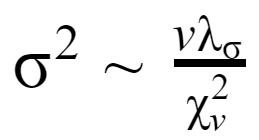 σ² ~ νλ_σ / χ²_ν